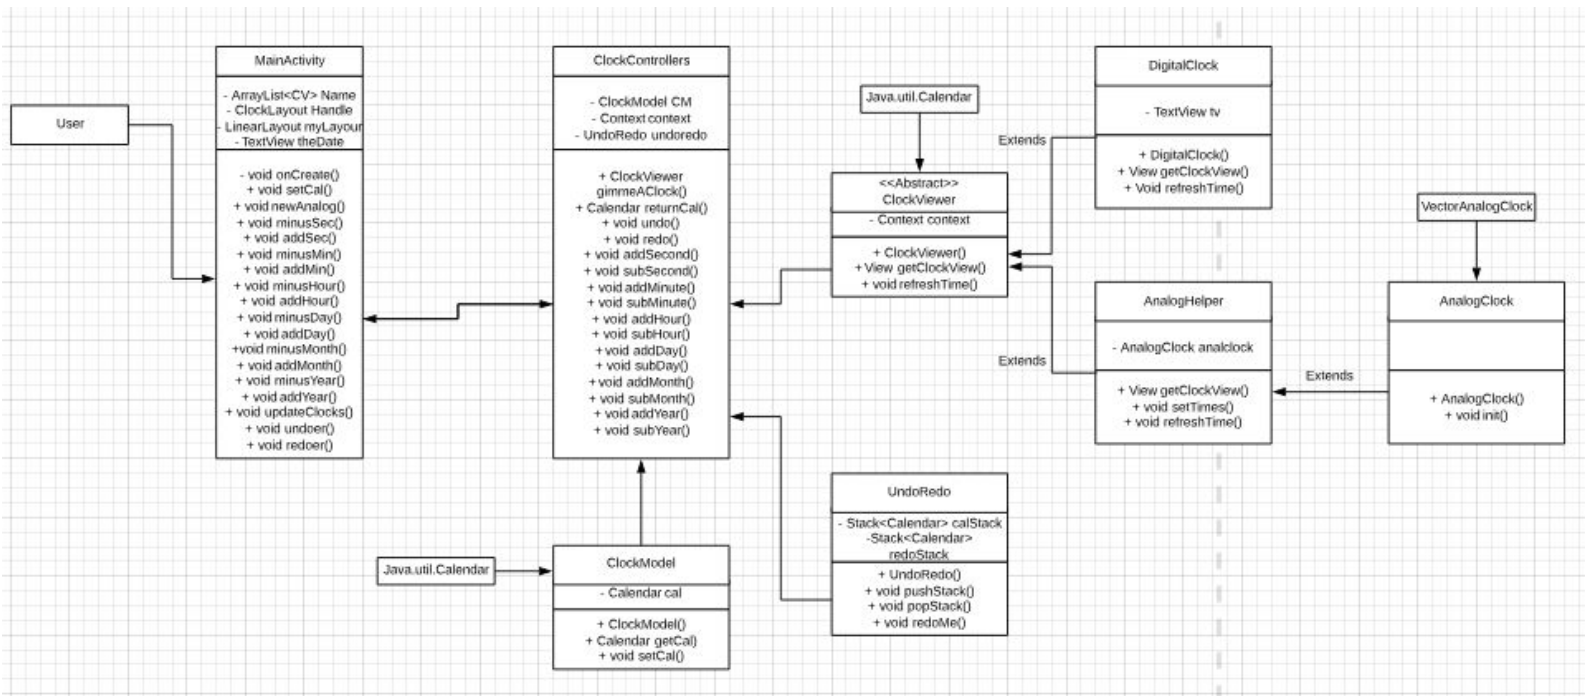 User
MainActivity
- ArrayList<CV> Name
- ClockLayout Handle
- LinearLayout myLayour
- TextView theDate
- void onCreate()
+ void setCal()
+ void newAnalog()
+ void minusSec()
+ void addSec()
+ void minusMin()
+ void addMin()
+ void minusHour()
+ void addHour()
+ void minusDay()
+ void addDay()
+void minusMonth()
+ void addMonth()
+ void minusYear()
+ void addYear()
+ void updateClocks()
+ void undoer()
+ void redoer()
ClockControllers
- ClockModel CM
- Context context
- UndoRedo undoredo
+ ClockViewer
gimmeAClock()
+ Calendar returnCal()
+ void undo()
+ void redo()
+ void addSecond()
+ void subSecond()
+ void addMinute()
+ void subMinute()
+ void addHour()
+ void subHour()
+ void addDay()
+ void subDay()
+ void addMonth()
+ void subMonth()
+ void addYear()
+ void subYear()
Java.util.Calendar
ClockModel
- Calendar cal
+ ClockModel()
+ Calendar getCal)
+ void setCal()
Java.util.Calendar
<<Abstract>>
ClockViewer
- Context context
+ ClockViewer()
+ View getClockView()
+ void refreshTime()
UndoRedo
- Stack<Calendar> calStack
-Stack<Calendar>
redoStack
+ UndoRedo()
+ void pushStack()
+ void popStack()
+ void redoMe()
Extends
DigitalClock
- TextView tv
+ DigitalClock()
+ View getClockView()
+ Void refreshTime()
Extends
AnalogHelper
- AnalogClock analclock
+ View getClockView()
+ void setTimes()
+ void refreshTime()
Extends
VectorAnalogClock
AnalogClock
+ AnalogClock()
+ void init()